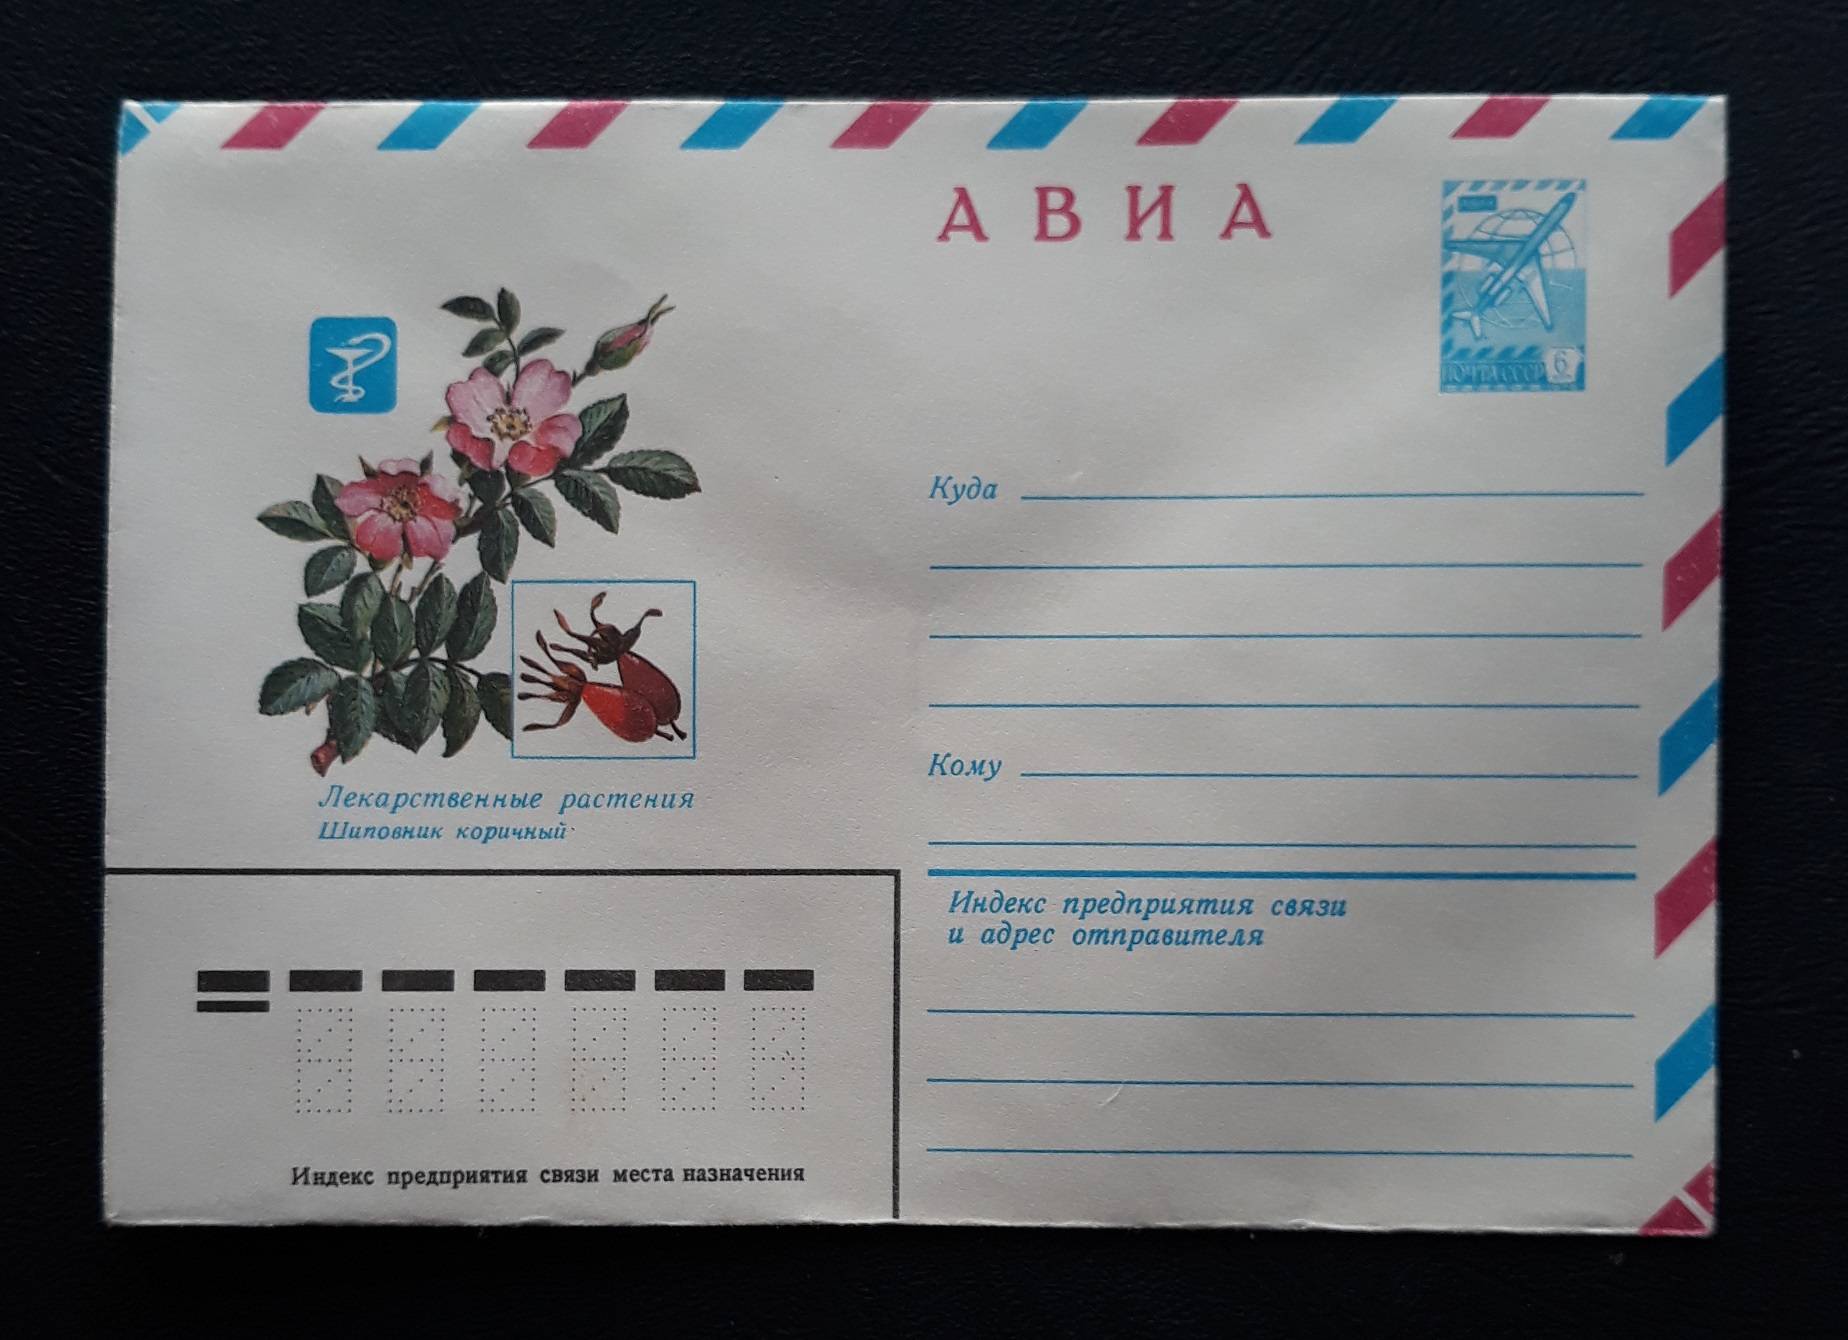 АВИА
ПОЧТА СССР 6
Куда
Кому
Лекарственные растения
Шиповник коричный
Индекс предприятия связи
и адрес отправителя
Индекс предприятия связи места назначения